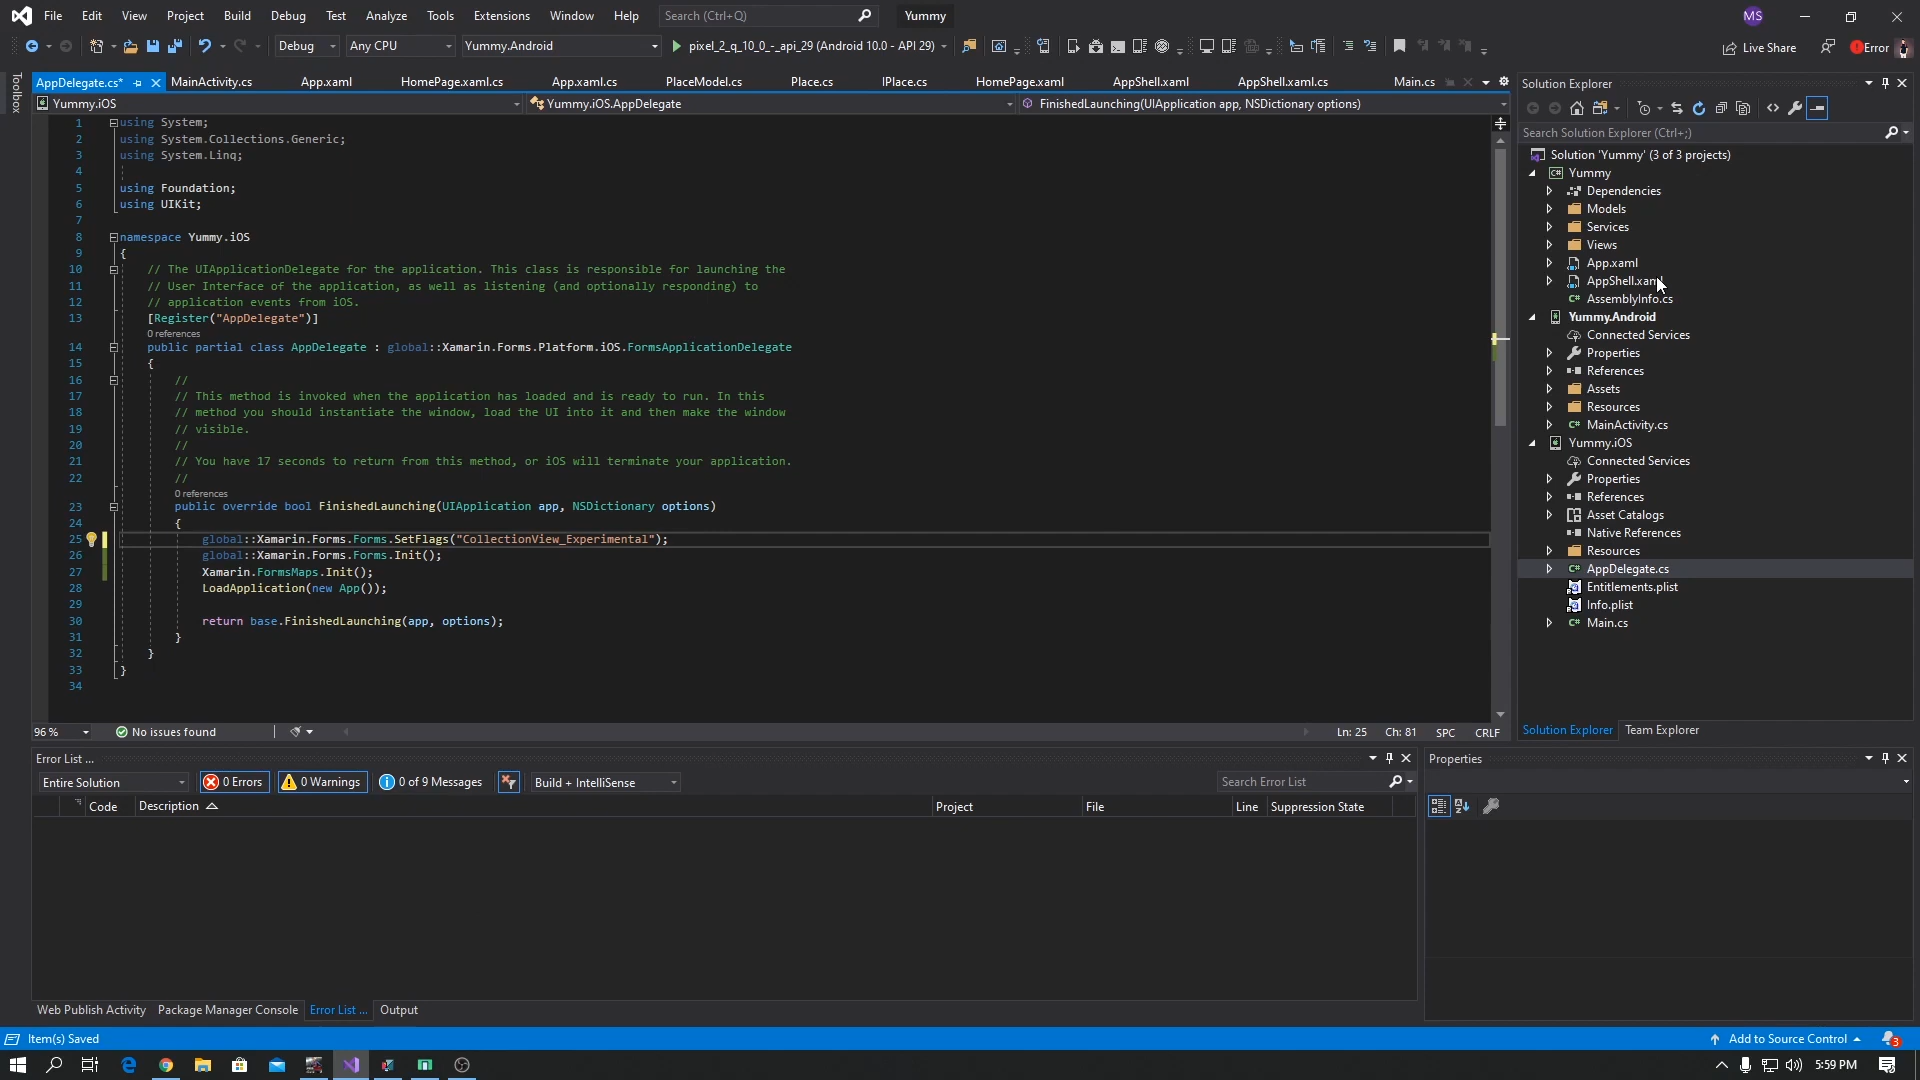 File Edit View Project Build Debug Test Analyze Tools Extensions Window Help Search (Ctrl+Q) Yummy MS
Debug Any CPU Yummy.Android pixel_2_q_10_0_-_api_29 (Android 10.0 - API 29) Live Share Error
Toolbox
AppDelegate.cs* MainActivity.cs App.xaml HomePage.xaml.cs App.xaml.cs PlaceModel.cs Place.cs IPlace.cs HomePage.xaml AppShell.xaml AppShell.xaml.cs Main.cs
Yummy.iOS Yummy.iOS.AppDelegate FinishedLaunching(UIApplication app, NSDictionary options)
1 using System;
2 using System.Collections.Generic;
3 using System.Linq;
4
5 using Foundation;
6 using UIKit;
7
8 namespace Yummy.iOS
9 {
10 // The UIApplicationDelegate for the application. This class is responsible for launching the
11 // User Interface of the application, as well as listening (and optionally responding) to
12 // application events from iOS.
13 [Register("AppDelegate")]
0 references
14 public partial class AppDelegate : global::Xamarin.Forms.Platform.iOS.FormsApplicationDelegate
15 {
16 //
17 // This method is invoked when the application has loaded and is ready to run. In this
18 // method you should instantiate the window, load the UI into it and then make the window
19 // visible.
20 //
21 // You have 17 seconds to return from this method, or iOS will terminate your application.
22 //
0 references
23 public override bool FinishedLaunching(UIApplication app, NSDictionary options)
24 {
25 global::Xamarin.Forms.Forms.SetFlags("CollectionView_Experimental");
26 global::Xamarin.Forms.Forms.Init();
27 Xamarin.FormsMaps.Init();
28 LoadApplication(new App());
29
30 return base.FinishedLaunching(app, options);
31 }
32 }
33 }
34
96 % No issues found Ln: 25 Ch: 81 SPC CRLF
Solution Explorer
Search Solution Explorer (Ctrl+;)
Solution 'Yummy' (3 of 3 projects)
Yummy
Dependencies
Models
Services
Views
App.xaml
AppShell.xaml
AssemblyInfo.cs
Yummy.Android
Connected Services
Properties
References
Assets
Resources
MainActivity.cs
Yummy.iOS
Connected Services
Properties
References
Asset Catalogs
Native References
Resources
AppDelegate.cs
Entitlements.plist
Info.plist
Main.cs
Solution Explorer Team Explorer
Error List ...
Entire Solution 0 Errors 0 Warnings 0 of 9 Messages Build + IntelliSense Search Error List
Code Description Project File Line Suppression State
Properties
Web Publish Activity Package Manager Console Error List ... Output
Item(s) Saved Add to Source Control 3
5:59 PM